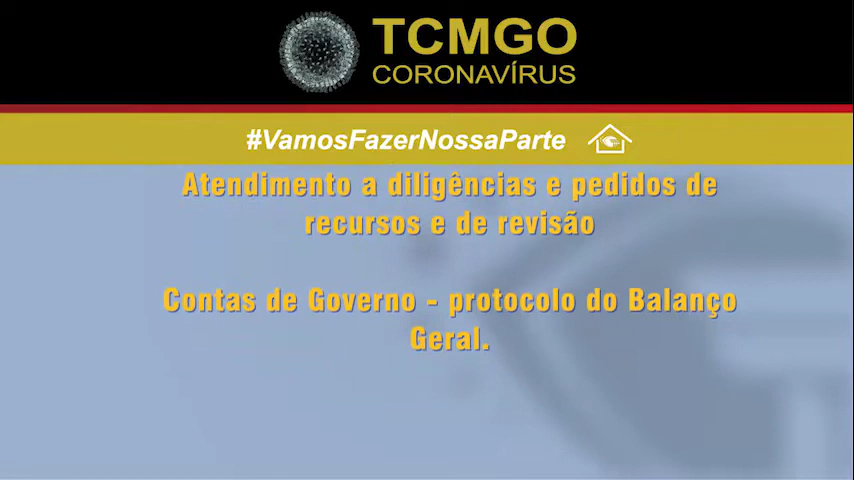 TCMGO
CORONAVÍRUS
#VamosFazerNossaParte
Atendimento a diligências e pedidos de
recursos e de revisão
Contas de Governo - protocolo do Balanço
Geral.